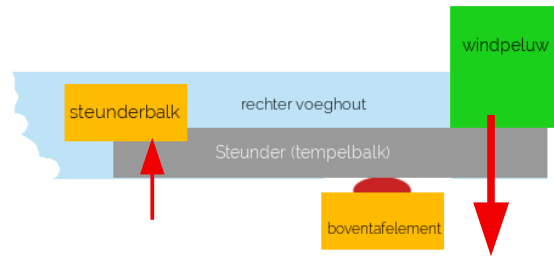 windpeluw
steunderbalk
rechter voeghout
Steunder (tempelbalk)
boventafelement